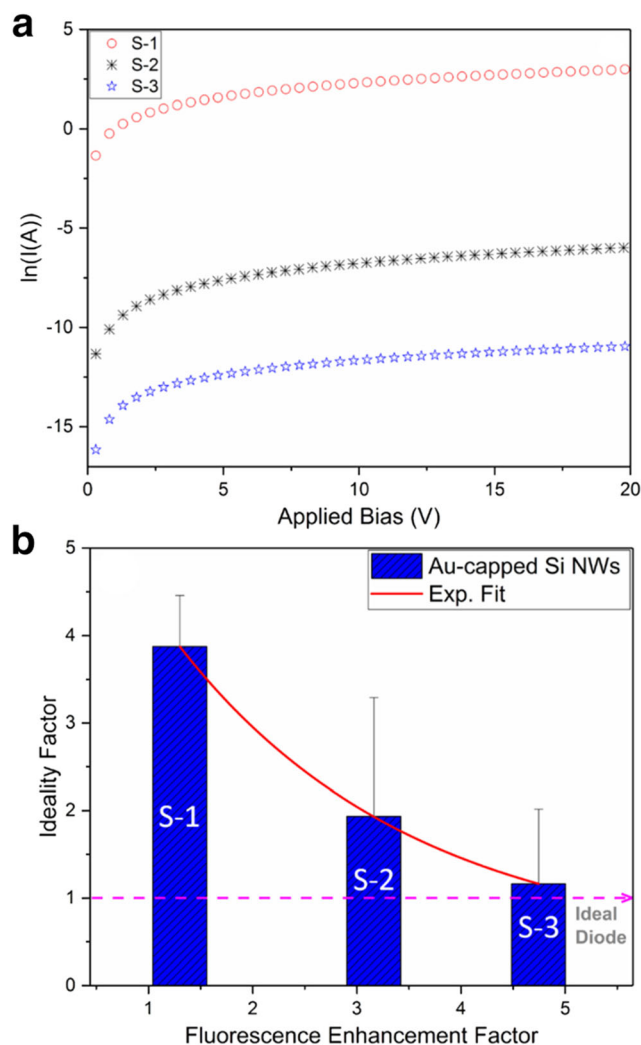 a
S-1
S-2
S-3
5
0
-5
-10
-15
ln(I(A))
0
5
10
15
20
Applied Bias (V)
b
Au-capped Si NWs
Exp. Fit
5
4
3
2
1
0
Ideality Factor
S-1
S-2
S-3
Ideal
Diode
1
2
3
4
5
Fluorescence Enhancement Factor